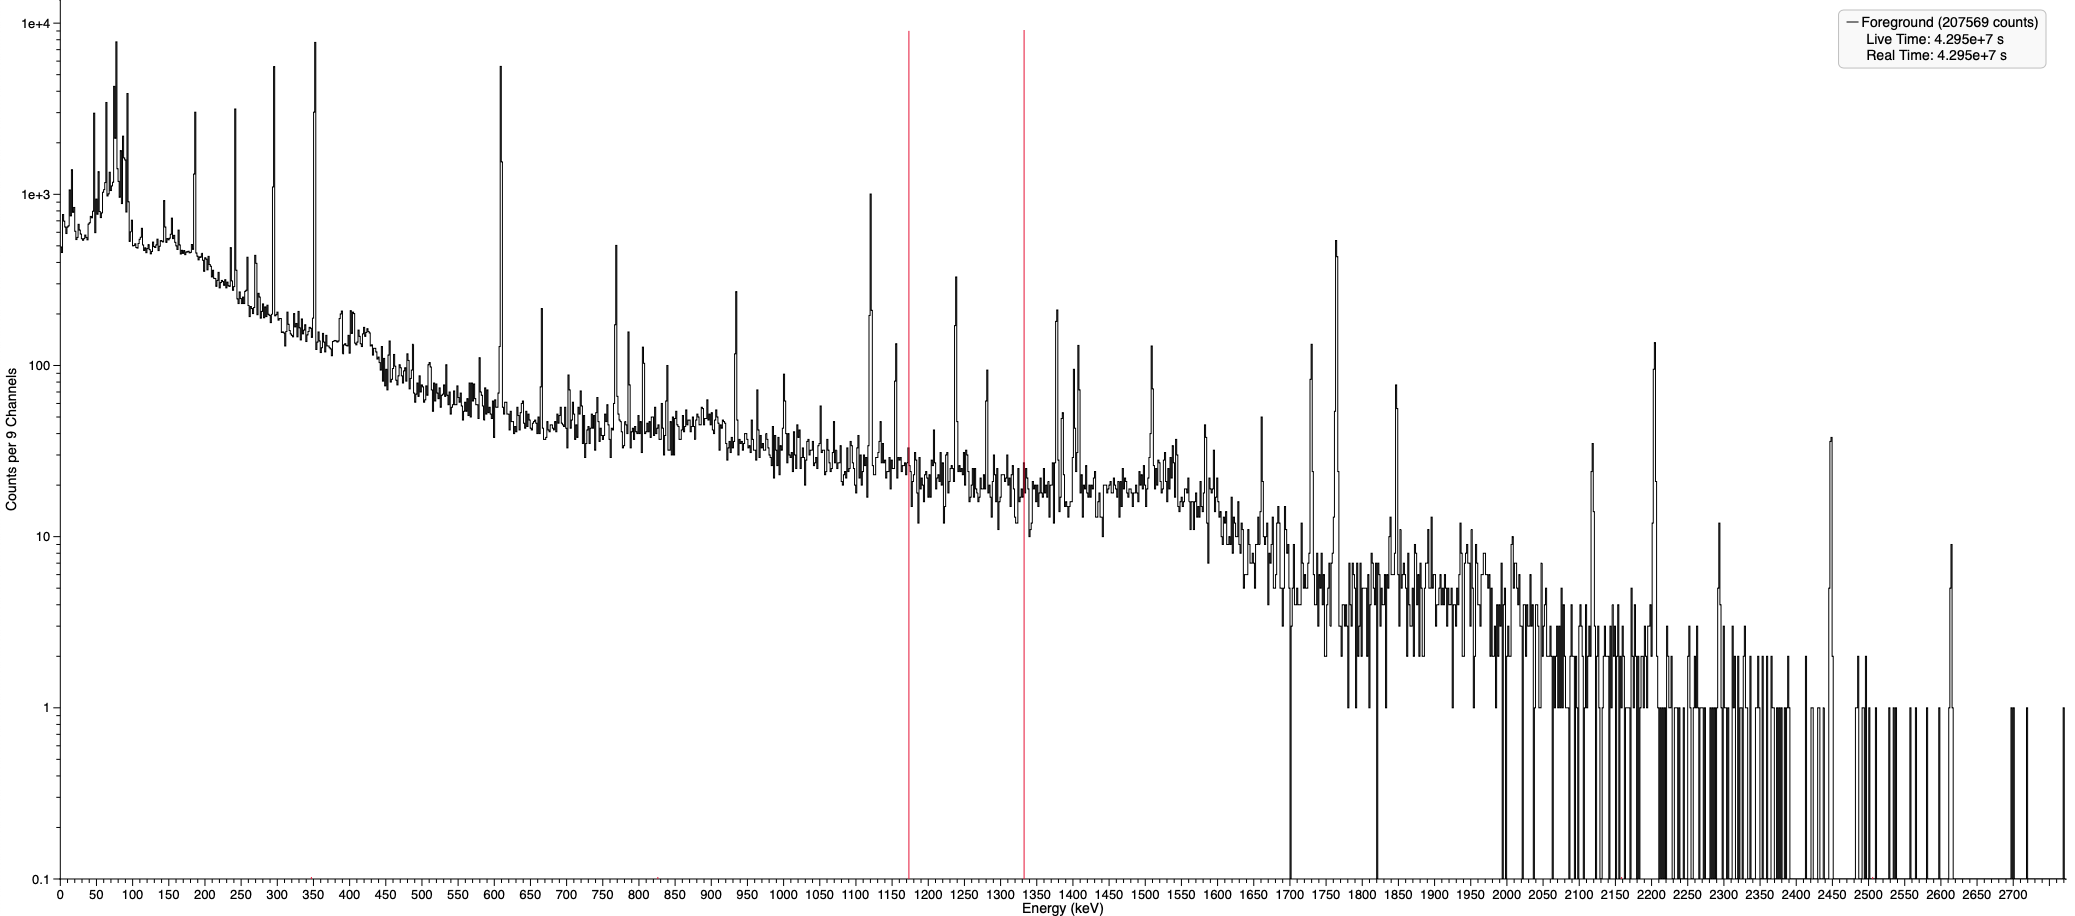 1e+4
1e+3
100
10
1
0.1
Counts per 9 Channels
Foreground (207569 counts)
Live Time: 4.295e+7 s
Real Time: 4.295e+7 s
0 50 100 150 200 250 300 350 400 450 500 550 600 650 700 750 800 850 900 950 1000 1050 1100 1150 1200 1250 1300 1350 1400 1450 1500 1550 1600 1650 1700 1750 1800 1850 1900 1950 2000 2050 2100 2150 2200 2250 2300 2350 2400 2450 2500 2550 2600 2650 2700
Energy (keV)